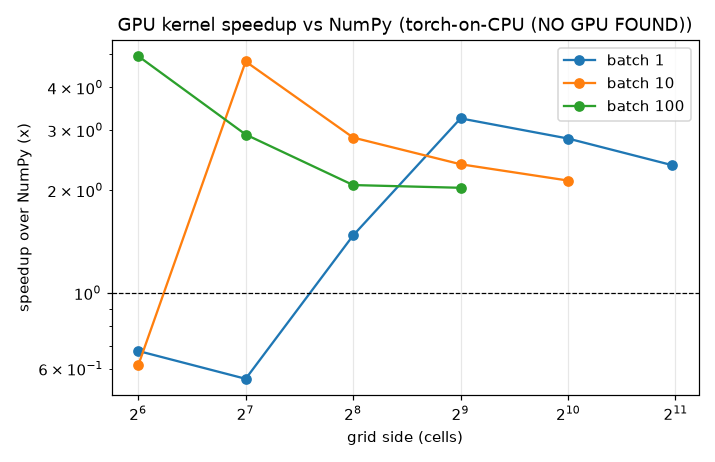 GPU kernel speedup vs NumPy (torch-on-CPU (NO GPU FOUND))
batch 1
batch 10
batch 100
4 × 10⁰
3 × 10⁰
2 × 10⁰
10⁰
6 × 10⁻¹
speedup over NumPy (x)
2⁶ 2⁷ 2⁸ 2⁹ 2¹⁰ 2¹¹
grid side (cells)